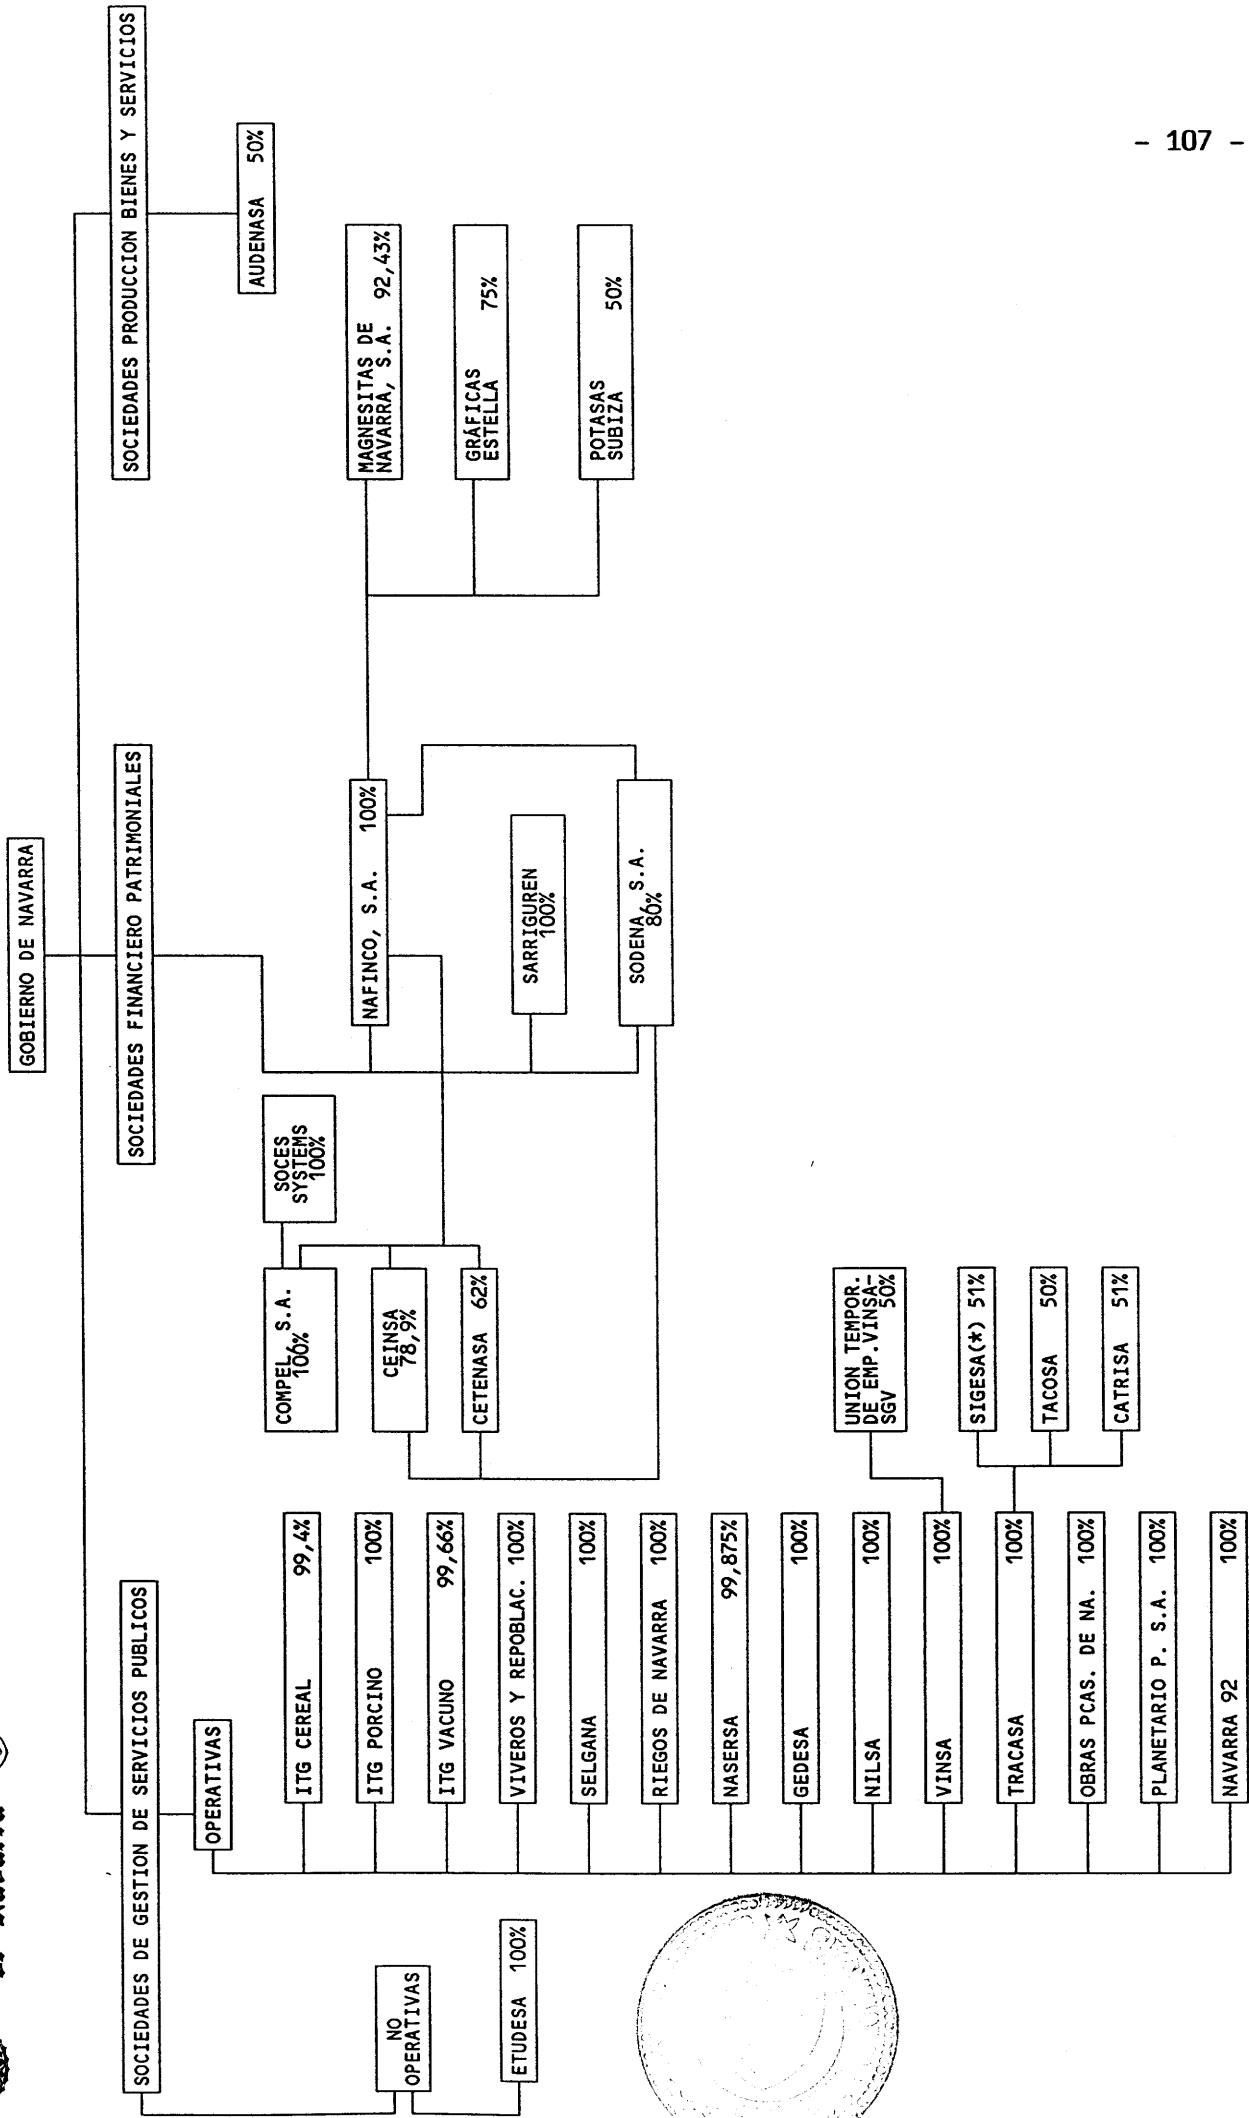 - 107 -
GOBIERNO DE NAVARRA
SOCIEDADES DE GESTION DE SERVICIOS PUBLICOS
SOCIEDADES FINANCIERO PATRIMONIALES
SOCIEDADES PRODUCCION BIENES Y SERVICIOS
NO
OPERATIVAS
ETUDESA 100%
OPERATIVAS
ITG CEREAL 99,4%
ITG PORCINO 100%
ITG VACUNO 99,66%
VIVEROS Y REPOBLAC. 100%
SELGANA 100%
RIEGOS DE NAVARRA 100%
NASERSA 99,875%
GEDESA 100%
NILSA 100%
VINSA 100%
TRACASA 100%
OBRAS PCAS. DE NA. 100%
PLANETARIO P. S.A. 100%
NAVARRA 92 100%
UNION TEMPOR.
DE EMP.VINSA-
SGV 50%
SIGESA(*) 51%
TACOSA 50%
CATRISA 51%
COMPEL, S.A.
100%
SOCES
SYSTEMS
100%
CEINSA
78,9%
CETENASA 62%
NAFINCO, S.A. 100%
SARRIGUREN
100%
SODENA, S.A.
80%
AUDENASA 50%
MAGNESITAS DE
NAVARRA, S.A. 92,43%
GRÁFICAS
ESTELLA 75%
POTASAS
SUBIZA 50%